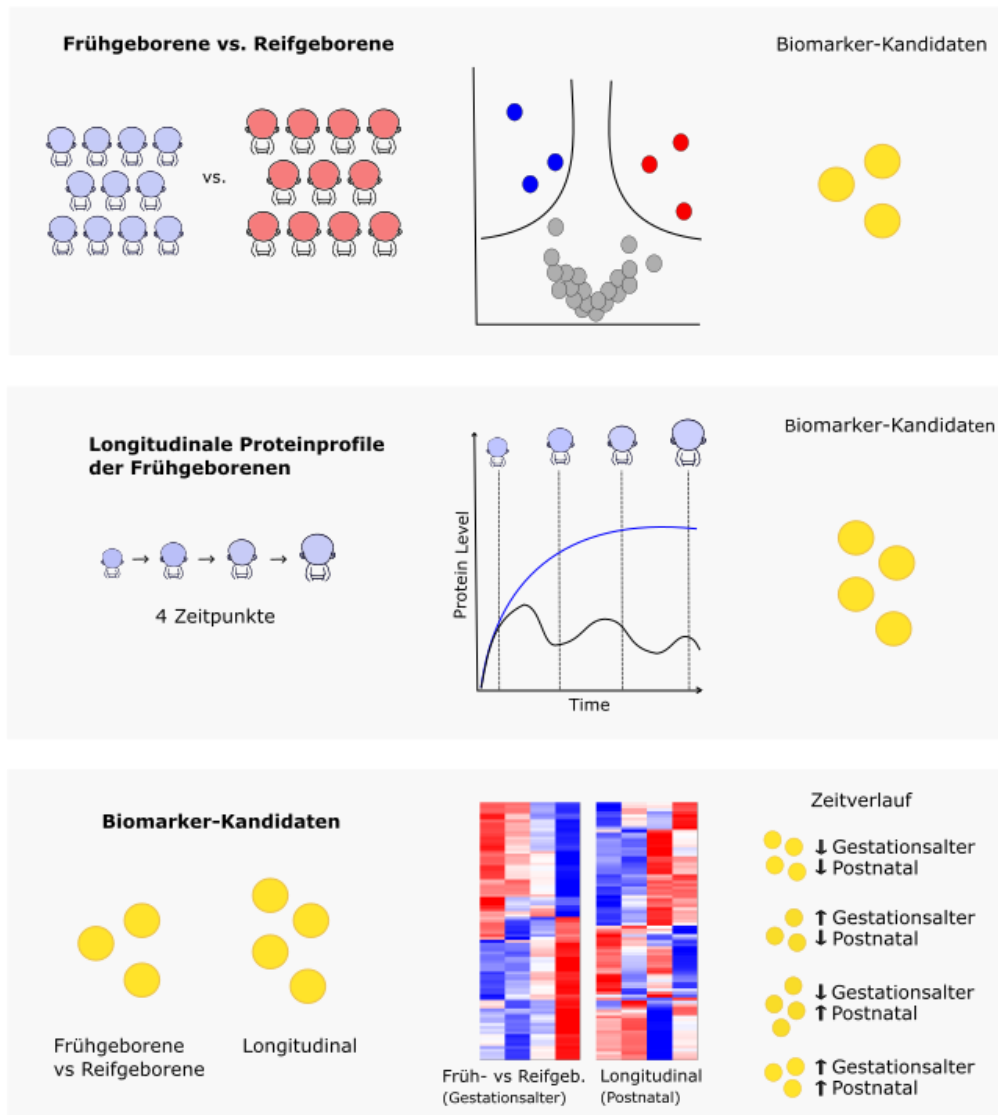 Frühgeborene vs. Reifgeborene
Biomarker-Kandidaten
vs.
Longitudinale Proteinprofile
der Frühgeborenen
Biomarker-Kandidaten
4 Zeitpunkte
Protein Level
Time
Biomarker-Kandidaten
Zeitverlauf
↓ Gestationsalter
↓ Postnatal
↑ Gestationsalter
↓ Postnatal
↓ Gestationsalter
↑ Postnatal
↑ Gestationsalter
↑ Postnatal
Frühgeborene
vs Reifgeborene
Longitudinal
Früh- vs Reifgeb.
(Gestationsalter)
Longitudinal
(Postnatal)